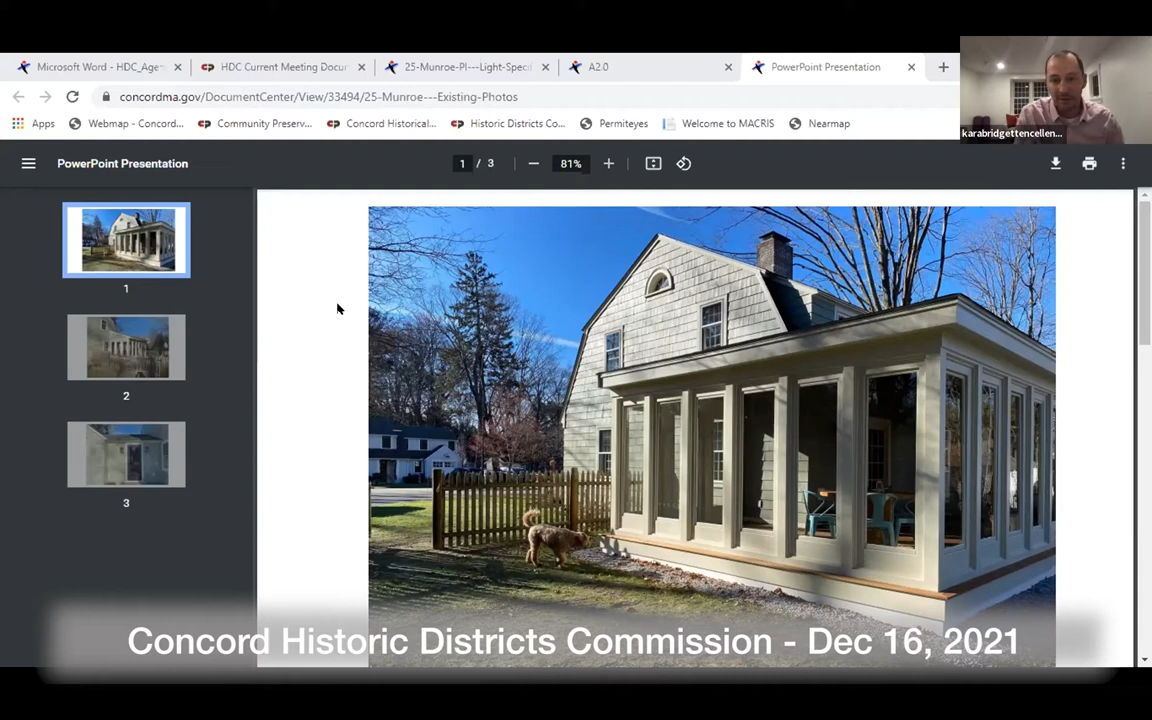 Microsoft Word - HDC_Age
HDC Current Meeting Docum
25-Munroe-Pl---Light-Speci
A2.0
PowerPoint Presentation
concordma.gov/DocumentCenter/View/33494/25-Munroe---Existing-Photos
Apps
Webmap - Concord...
Community Preserv...
Concord Historical...
Historic Districts Co...
Permiteyes
Welcome to MACRIS
Nearmap
karabridgettencellen...
PowerPoint Presentation
1 / 3
81%
1
2
3
Concord Historic Districts Commission - Dec 16, 2021